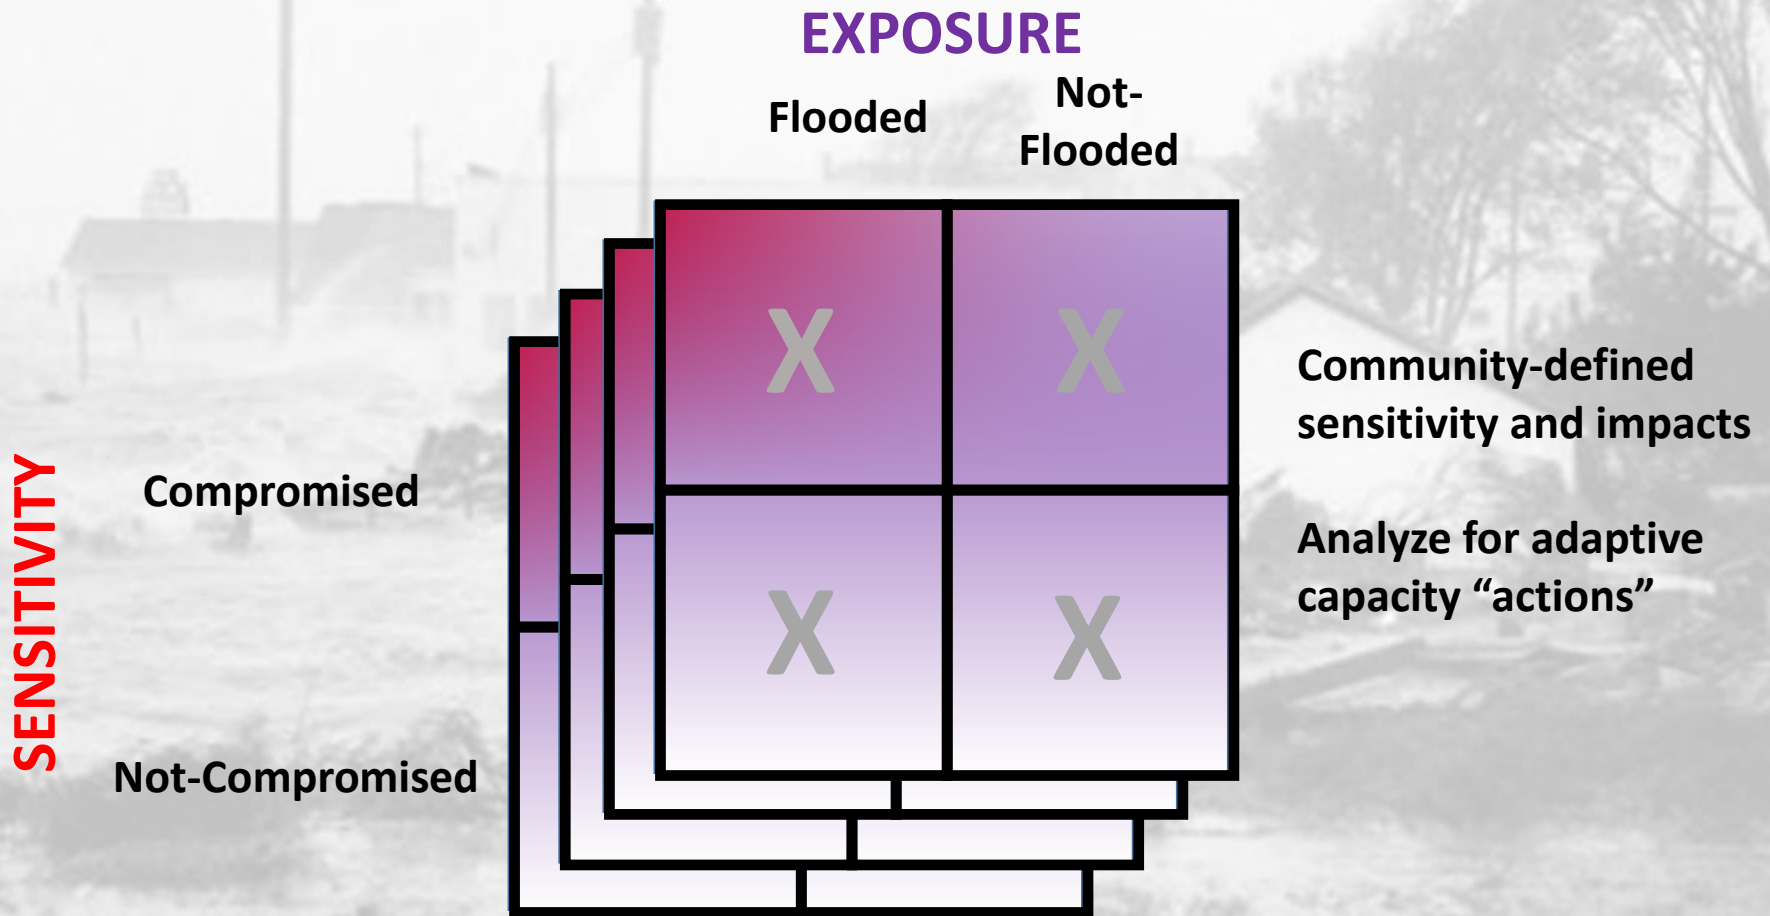 EXPOSURE
Flooded
Not-
Flooded
X
X
Community-defined
sensitivity and impacts
SENSITIVITY
Compromised
Analyze for adaptive
capacity “actions”
X
X
Not-Compromised